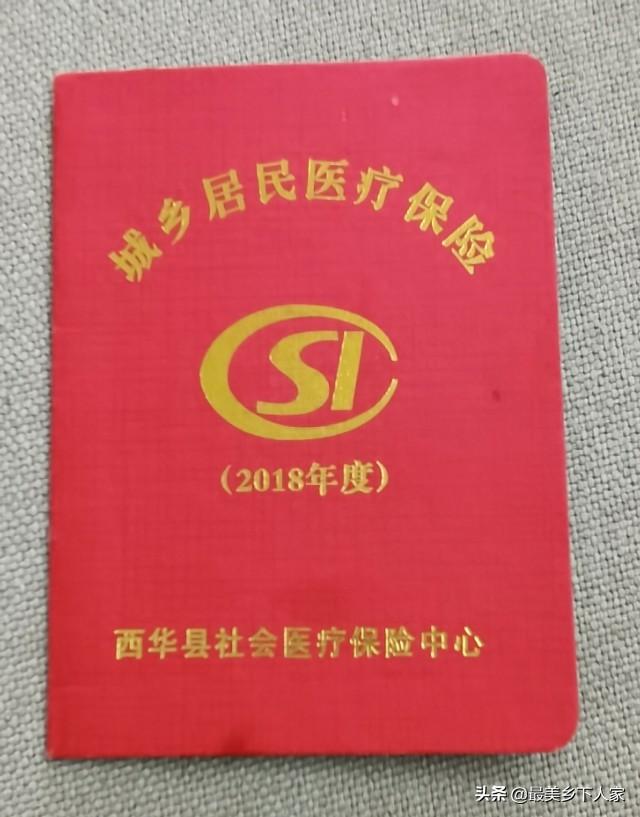 城乡居民医疗保险
CSI
(2018年度)
西华县社会医疗保险中心
头条 @最美乡下人家